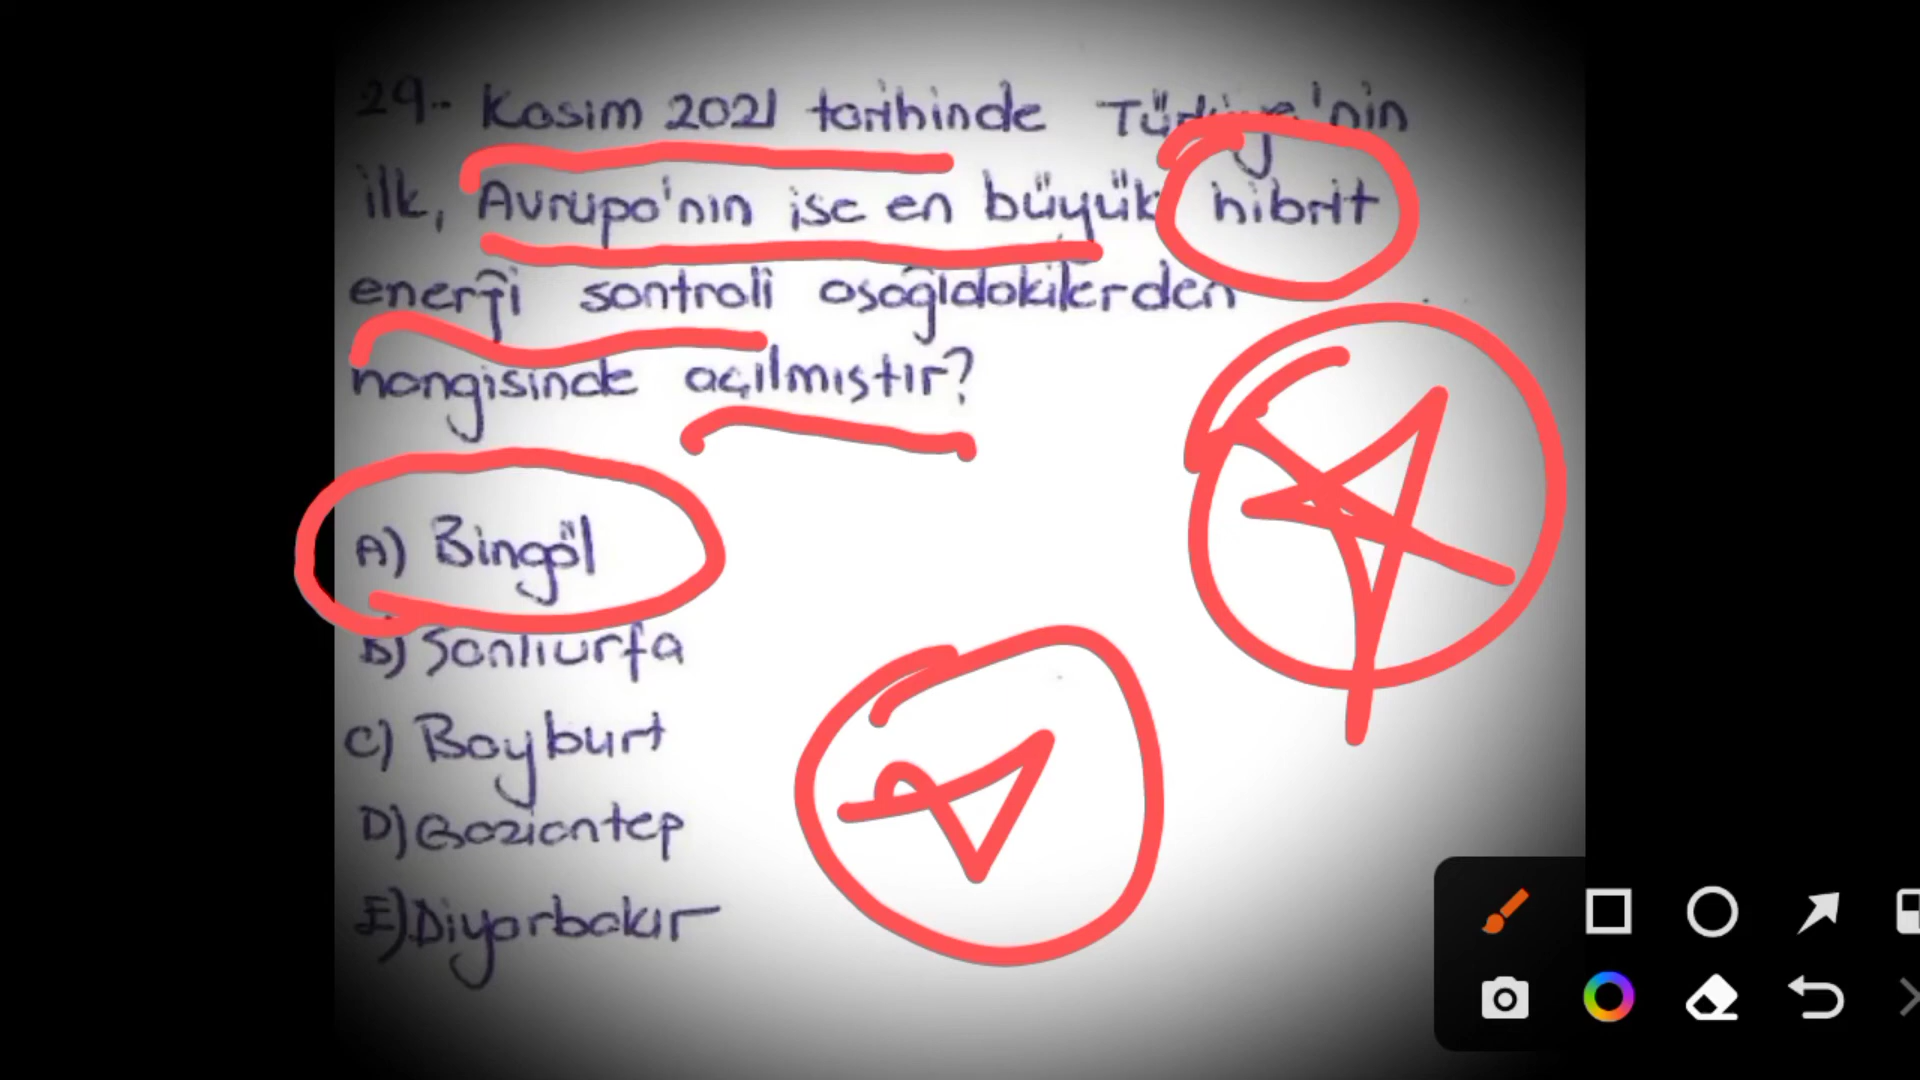 29- Kasım 2021 tarihinde Türkiye'nin
ilk, Avrupa'nın ise en büyük hibrit
enerji santrali aşağıdakilerden
hangisinde açılmıştır?
A) Bingöl
B) Şanlıurfa
C) Bayburt
D) Gaziantep
E) Diyarbakır